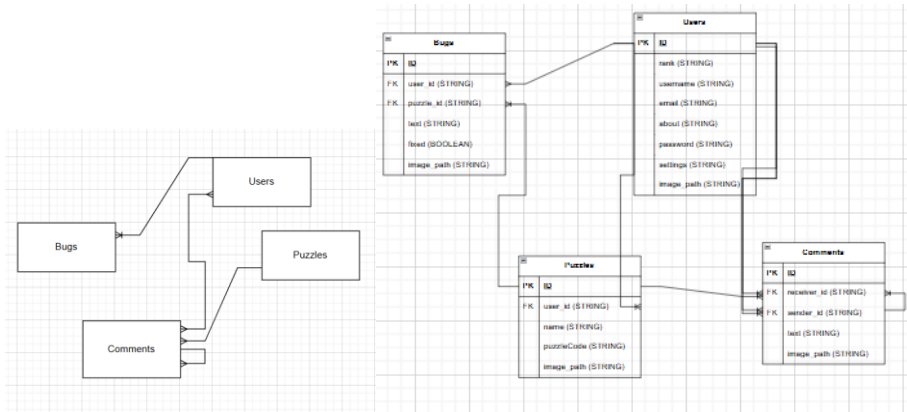 Users
Bugs
Puzzles
Comments
Bugs
PK ID
FK user_id (STRING)
FK puzzle_id (STRING)
text (STRING)
fixed (BOOLEAN)
image_path (STRING)
Users
PK ID
rank (STRING)
username (STRING)
email (STRING)
about (STRING)
password (STRING)
settings (STRING)
image_path (STRING)
Puzzles
PK ID
FK user_id (STRING)
name (STRING)
puzzleCode (STRING)
image_path (STRING)
Comments
PK ID
FK receiver_id (STRING)
FK sender_id (STRING)
text (STRING)
image_path (STRING)